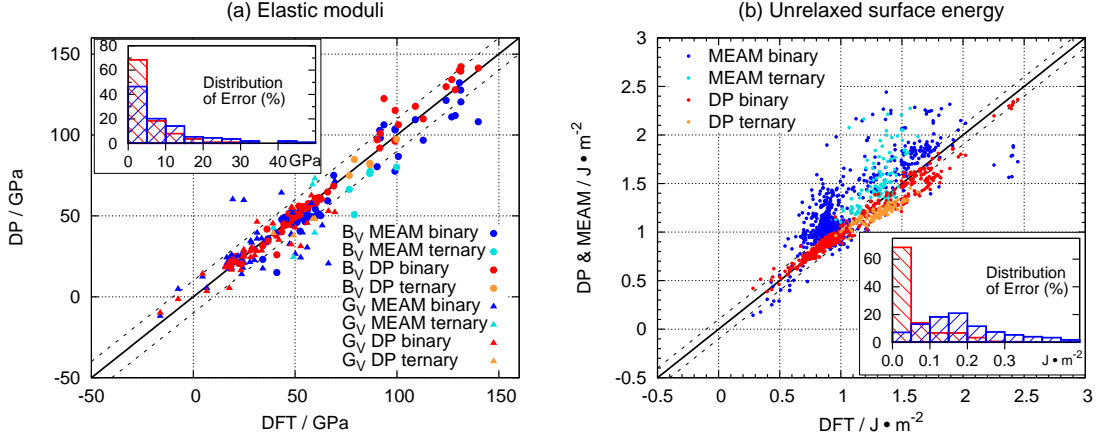 (a) Elastic moduli
DP / GPa
150
100
50
0
-50
-50
0
50
100
150
DFT / GPa
80
60
40
20
0
0
10
20
30
40
GPa
Distribution
of Error (%)
B_V MEAM binary
B_V MEAM ternary
B_V DP binary
B_V DP ternary
G_V MEAM binary
G_V MEAM ternary
G_V DP binary
G_V DP ternary
(b) Unrelaxed surface energy
DP & MEAM / J • m⁻²
3
2.5
2
1.5
1
0.5
0
-0.5
-0.5
0
0.5
1
1.5
2
2.5
3
DFT / J • m⁻²
MEAM binary
MEAM ternary
DP binary
DP ternary
60
40
20
0
0.0
0.1
0.2
0.3
J • m⁻²
Distribution
of Error (%)